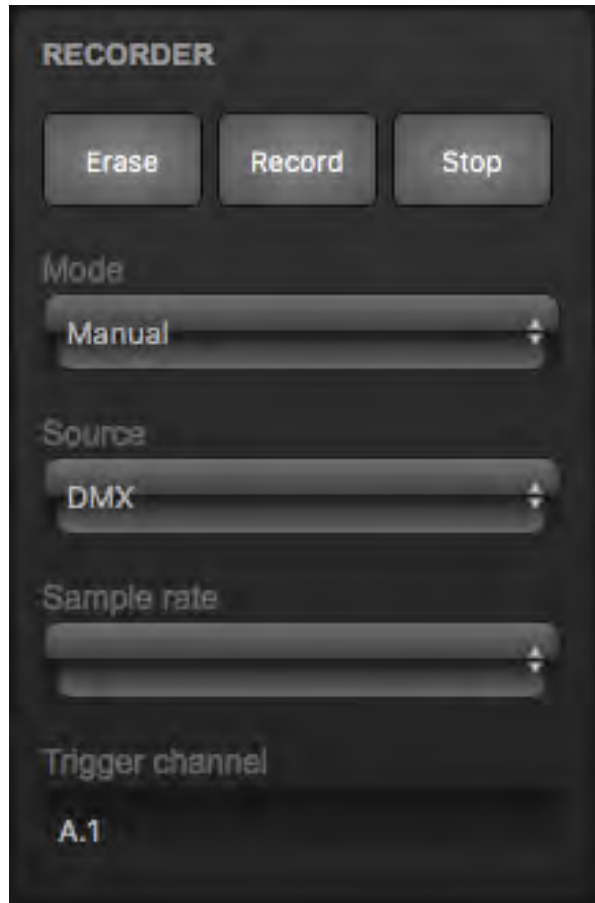 RECORDER
Erase Record Stop
Mode
Manual
Source
DMX
Sample rate
Trigger channel
A.1